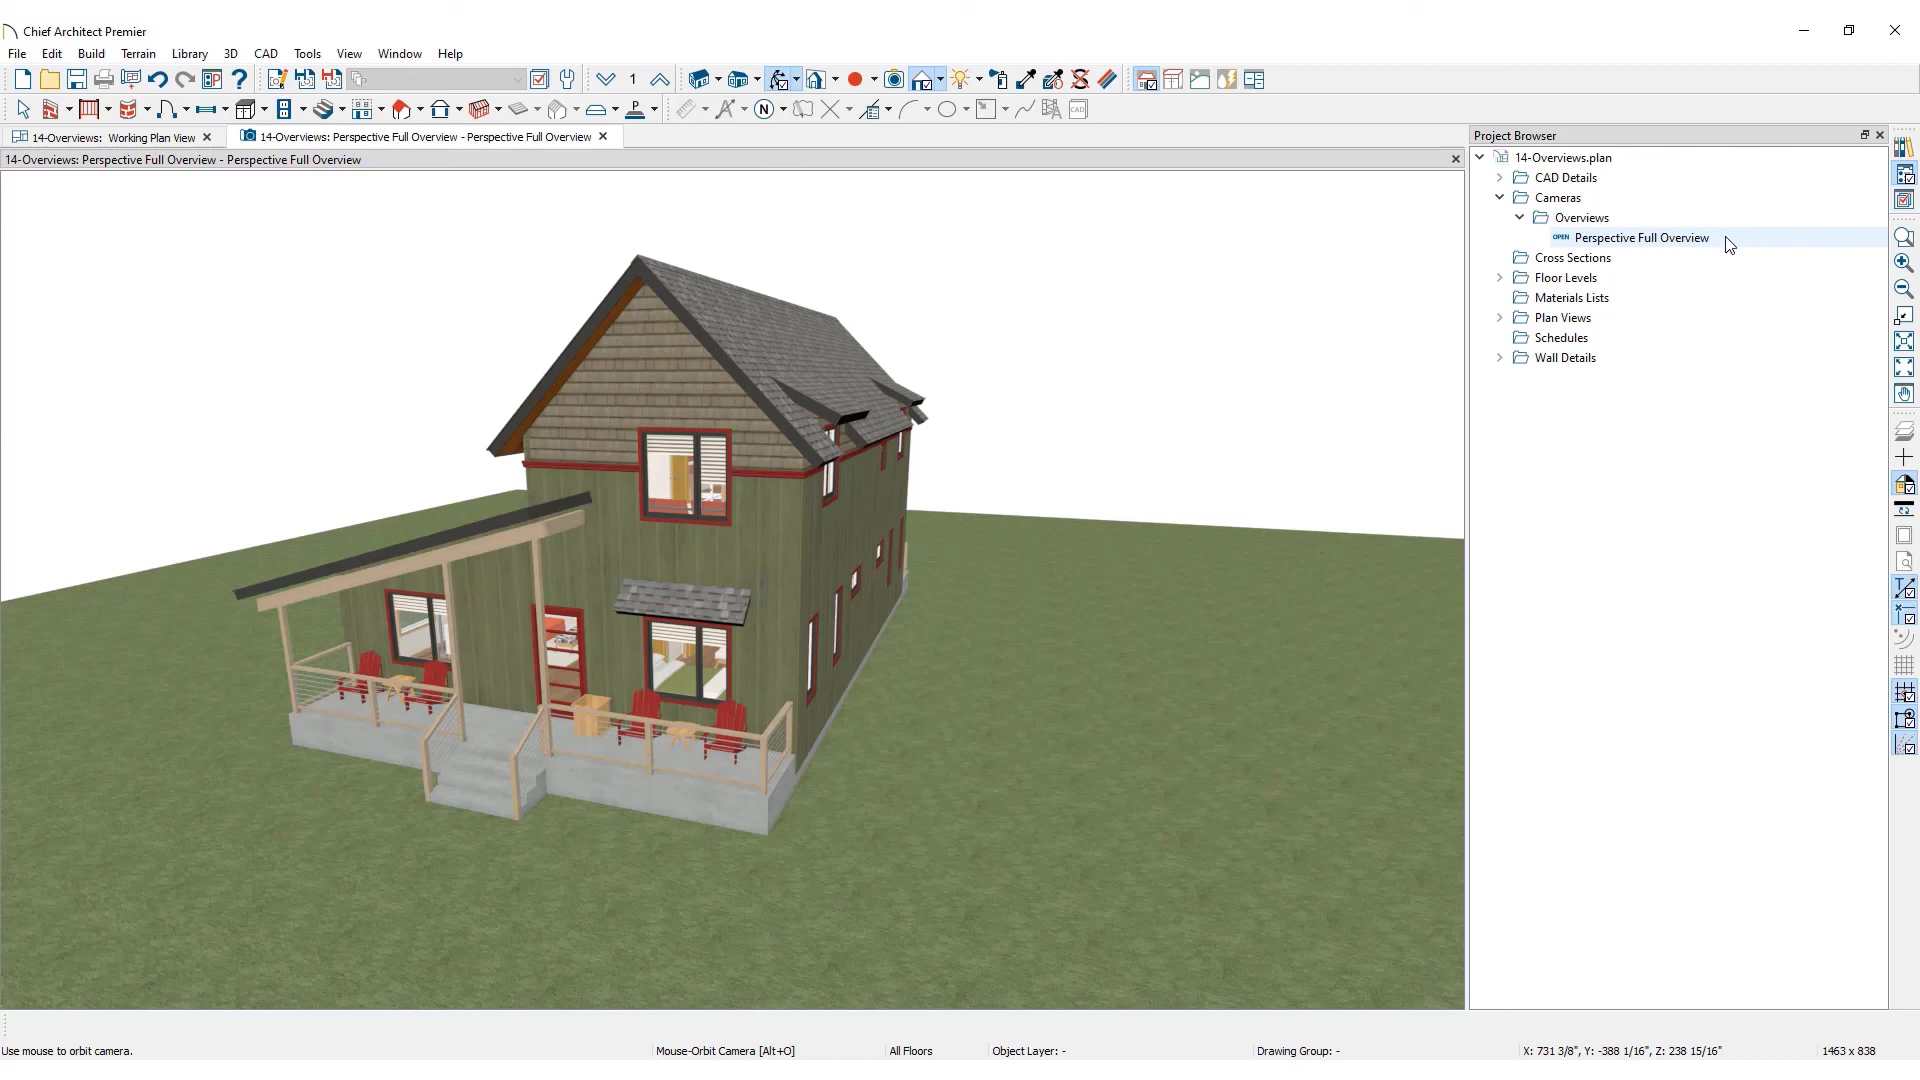 Chief Architect Premier
File Edit Build Terrain Library 3D CAD Tools View Window Help
1
P
N
CAD
14-Overviews: Working Plan View
14-Overviews: Perspective Full Overview - Perspective Full Overview
14-Overviews: Perspective Full Overview - Perspective Full Overview
Project Browser
14-Overviews.plan
CAD Details
Cameras
Overviews
OPEN Perspective Full Overview
Cross Sections
Floor Levels
Materials Lists
Plan Views
Schedules
Wall Details
Use mouse to orbit camera. Mouse-Orbit Camera [Alt+O] All Floors Object Layer: - Drawing Group: - X: 731 3/8", Y: -388 1/16", Z: 238 15/16" 1463 x 838